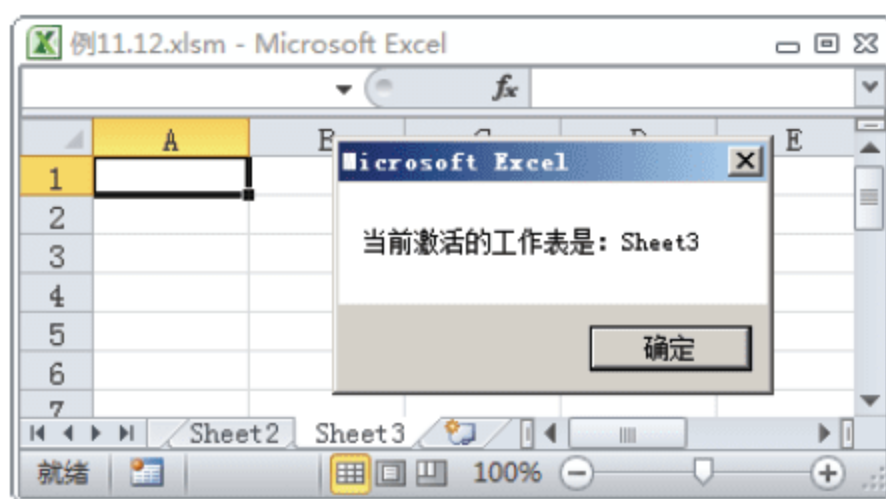 例11.12.xlsm - Microsoft Excel
fx
A B C D E
Microsoft Excel
1
2
当前激活的工作表是: Sheet3
3
4
5
确定
6
7
Sheet2 Sheet3
就绪 100%